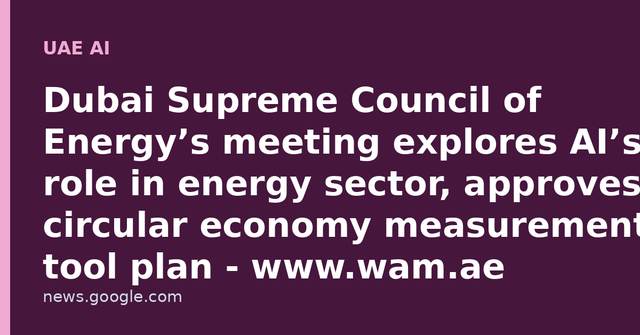 UAE AI
Dubai Supreme Council of
Energy’s meeting explores AI’s
role in energy sector, approves
circular economy measurement
tool plan - www.wam.ae
news.google.com